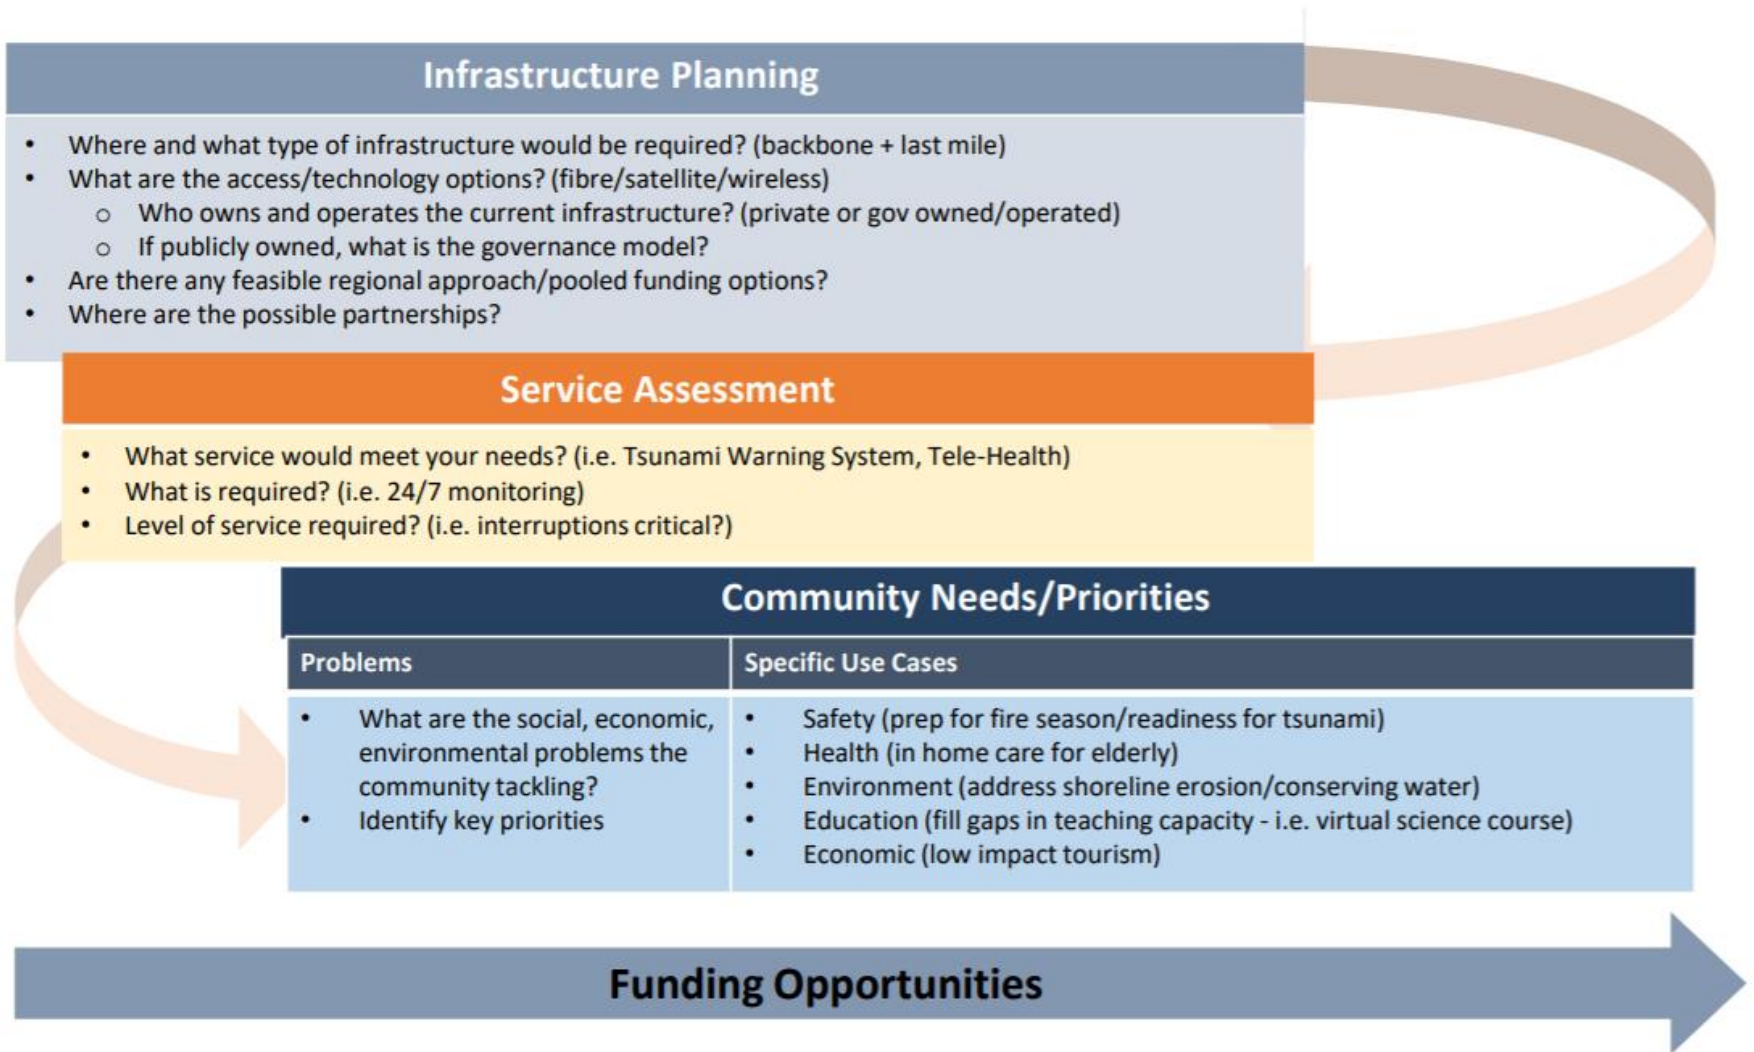 Infrastructure Planning
• Where and what type of infrastructure would be required? (backbone + last mile)
• What are the access/technology options? (fibre/satellite/wireless)
o Who owns and operates the current infrastructure? (private or gov owned/operated)
o If publicly owned, what is the governance model?
• Are there any feasible regional approach/pooled funding options?
• Where are the possible partnerships?
Service Assessment
• What service would meet your needs? (i.e. Tsunami Warning System, Tele-Health)
• What is required? (i.e. 24/7 monitoring)
• Level of service required? (i.e. interruptions critical?)
Community Needs/Priorities
Problems
• What are the social, economic,
environmental problems the
community tackling?
• Identify key priorities
Specific Use Cases
• Safety (prep for fire season/readiness for tsunami)
• Health (in home care for elderly)
• Environment (address shoreline erosion/conserving water)
• Education (fill gaps in teaching capacity - i.e. virtual science course)
• Economic (low impact tourism)
Funding Opportunities